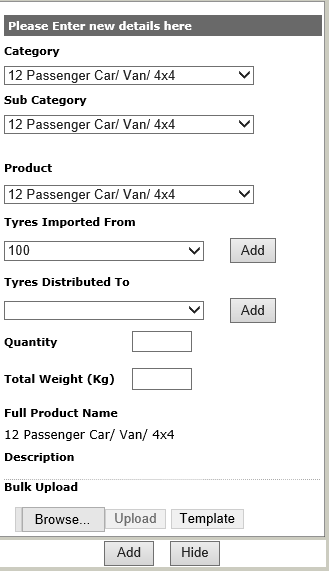 Please Enter new details here
Category
12 Passenger Car/ Van/ 4x4
Sub Category
12 Passenger Car/ Van/ 4x4
Product
12 Passenger Car/ Van/ 4x4
Tyres Imported From
100 Add
Tyres Distributed To
Add
Quantity
Total Weight (Kg)
Full Product Name
12 Passenger Car/ Van/ 4x4
Description
Bulk Upload
Browse... Upload Template
Add Hide